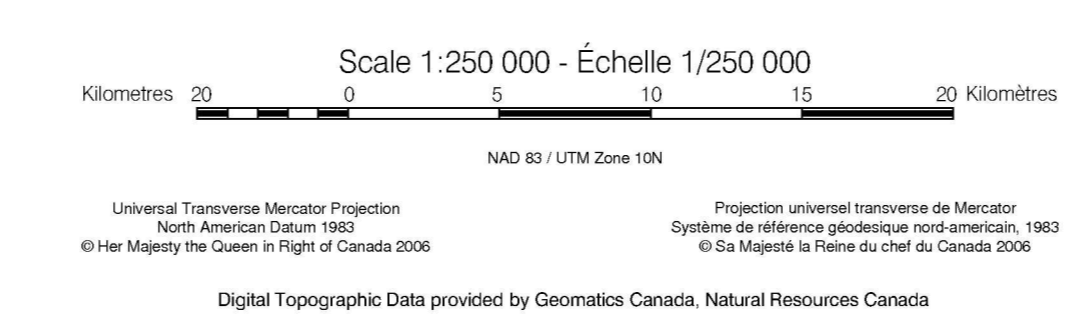 Scale 1:250 000 - Échelle 1/250 000
Kilometres 20 0 5 10 15 20 Kilomètres
NAD 83 / UTM Zone 10N
Universal Transverse Mercator Projection
North American Datum 1983
© Her Majesty the Queen in Right of Canada 2006
Projection universel transverse de Mercator
Système de référence géodesique nord-americain, 1983
© Sa Majesté la Reine du chef du Canada 2006
Digital Topographic Data provided by Geomatics Canada, Natural Resources Canada